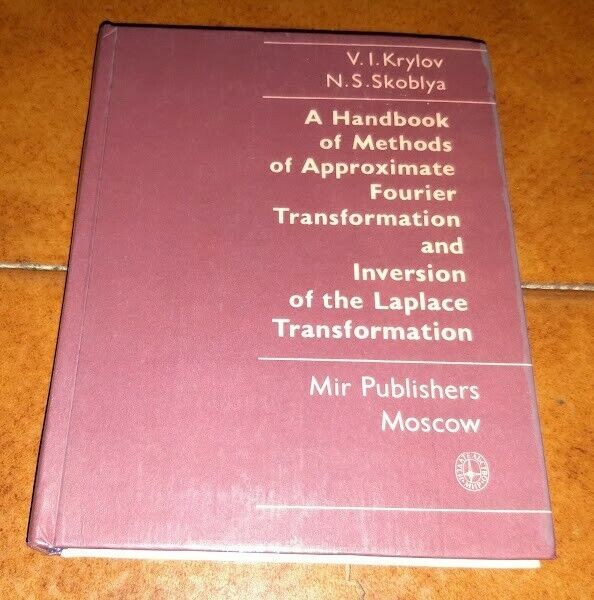 V. I. Krylov
N. S. Skoblya
A Handbook
of Methods
of Approximate
Fourier
Transformation
and
Inversion
of the Laplace
Transformation
Mir Publishers
Moscow